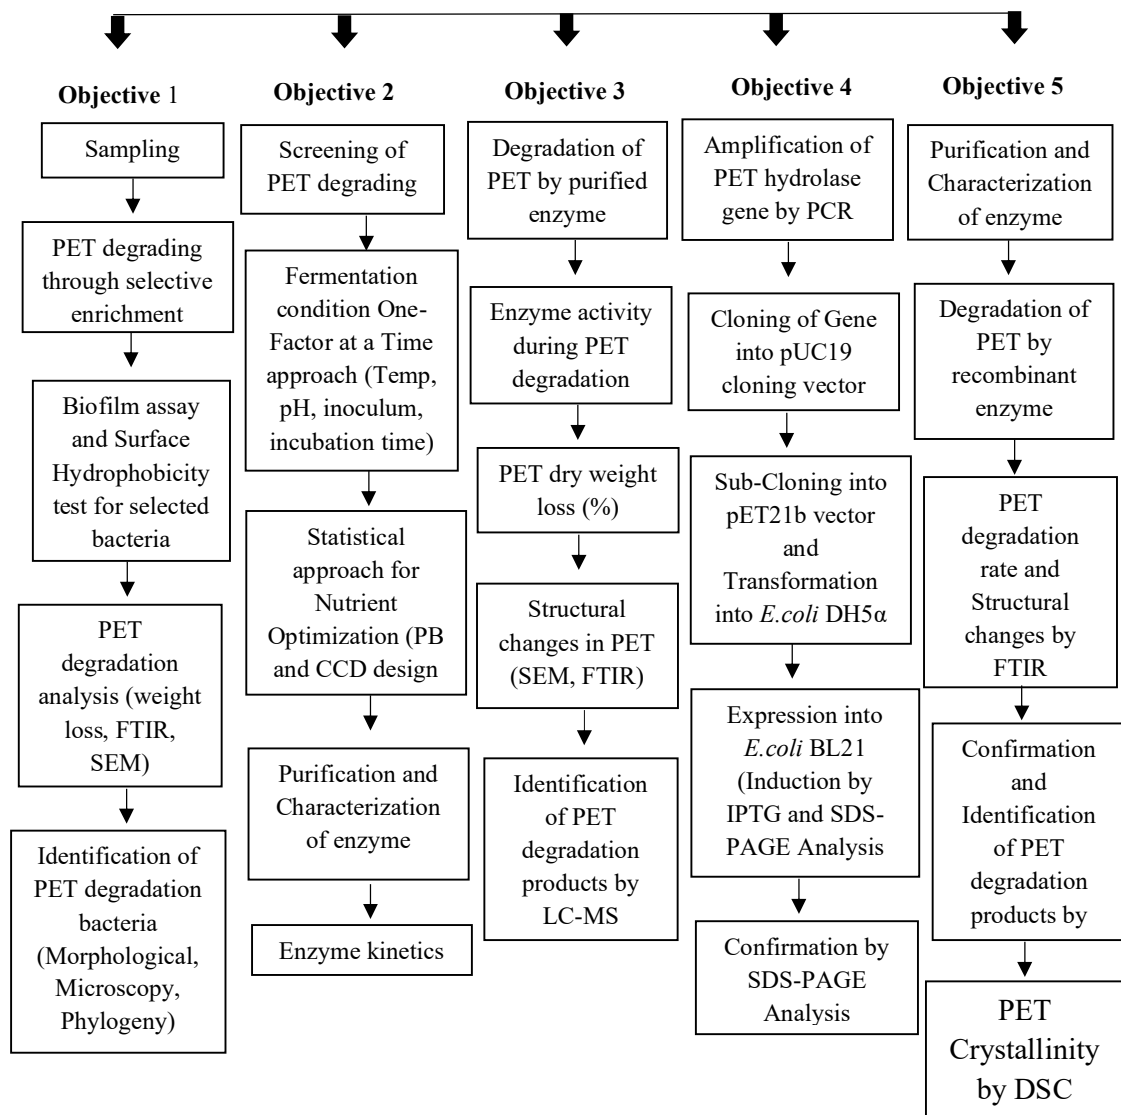 Objective 1
Sampling
PET degrading
through selective
enrichment
Biofilm assay
and Surface
Hydrophobicity
test for selected
bacteria
PET
degradation
analysis (weight
loss, FTIR,
SEM)
Identification of
PET degradation
bacteria
(Morphological,
Microscopy,
Phylogeny)
Objective 2
Screening of
PET degrading
Fermentation
condition One-
Factor at a Time
approach (Temp,
pH, inoculum,
incubation time)
Statistical
approach for
Nutrient
Optimization (PB
and CCD design
Purification and
Characterization
of enzyme
Enzyme kinetics
Objective 3
Degradation of
PET by purified
enzyme
Enzyme activity
during PET
degradation
PET dry weight
loss (%)
Structural
changes in PET
(SEM, FTIR)
Identification
of PET
degradation
products by
LC-MS
Objective 4
Amplification of
PET hydrolase
gene by PCR
Cloning of Gene
into pUC19
cloning vector
Sub-Cloning into
pET21b vector
and
Transformation
into E.coli DH5α
Expression into
E.coli BL21
(Induction by
IPTG and SDS-
PAGE Analysis
Confirmation by
SDS-PAGE
Analysis
Objective 5
Purification and
Characterization
of enzyme
Degradation of
PET by
recombinant
enzyme
PET
degradation
rate and
Structural
changes by
FTIR
Confirmation
and
Identification
of PET
degradation
products by
PET
Crystallinity
by DSC